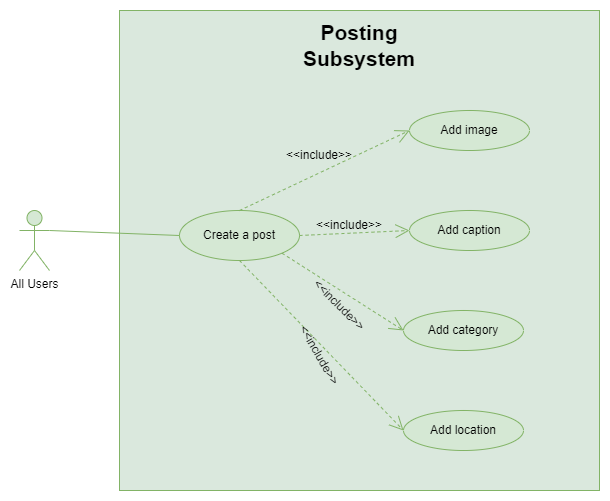 Posting
Subsystem
Add image
<<include>>
<<include>>
Add caption
Create a post
All Users
<<include>>
Add category
<<include>>
Add location